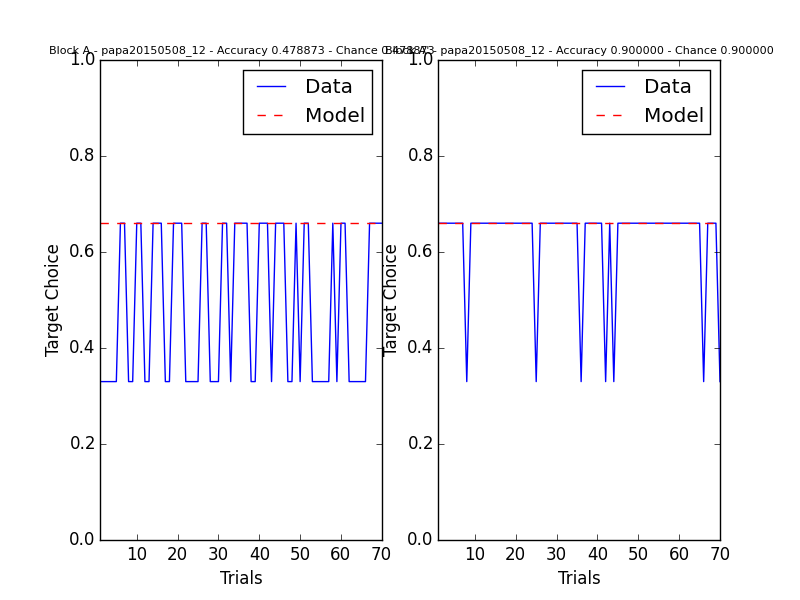 Block A - papa20150508_12 - Accuracy 0.478873 - Chance 0.478873
- papa20150508_12 - Accuracy 0.900000 - Chance 0.900000
1.0
0.8
0.6
0.4
0.2
0.0
Target Choice
Data
Model
10 20 30 40 50 60 70
Trials
1.0
0.8
0.6
0.4
0.2
0.0
Target Choice
Data
Model
10 20 30 40 50 60 70
Trials